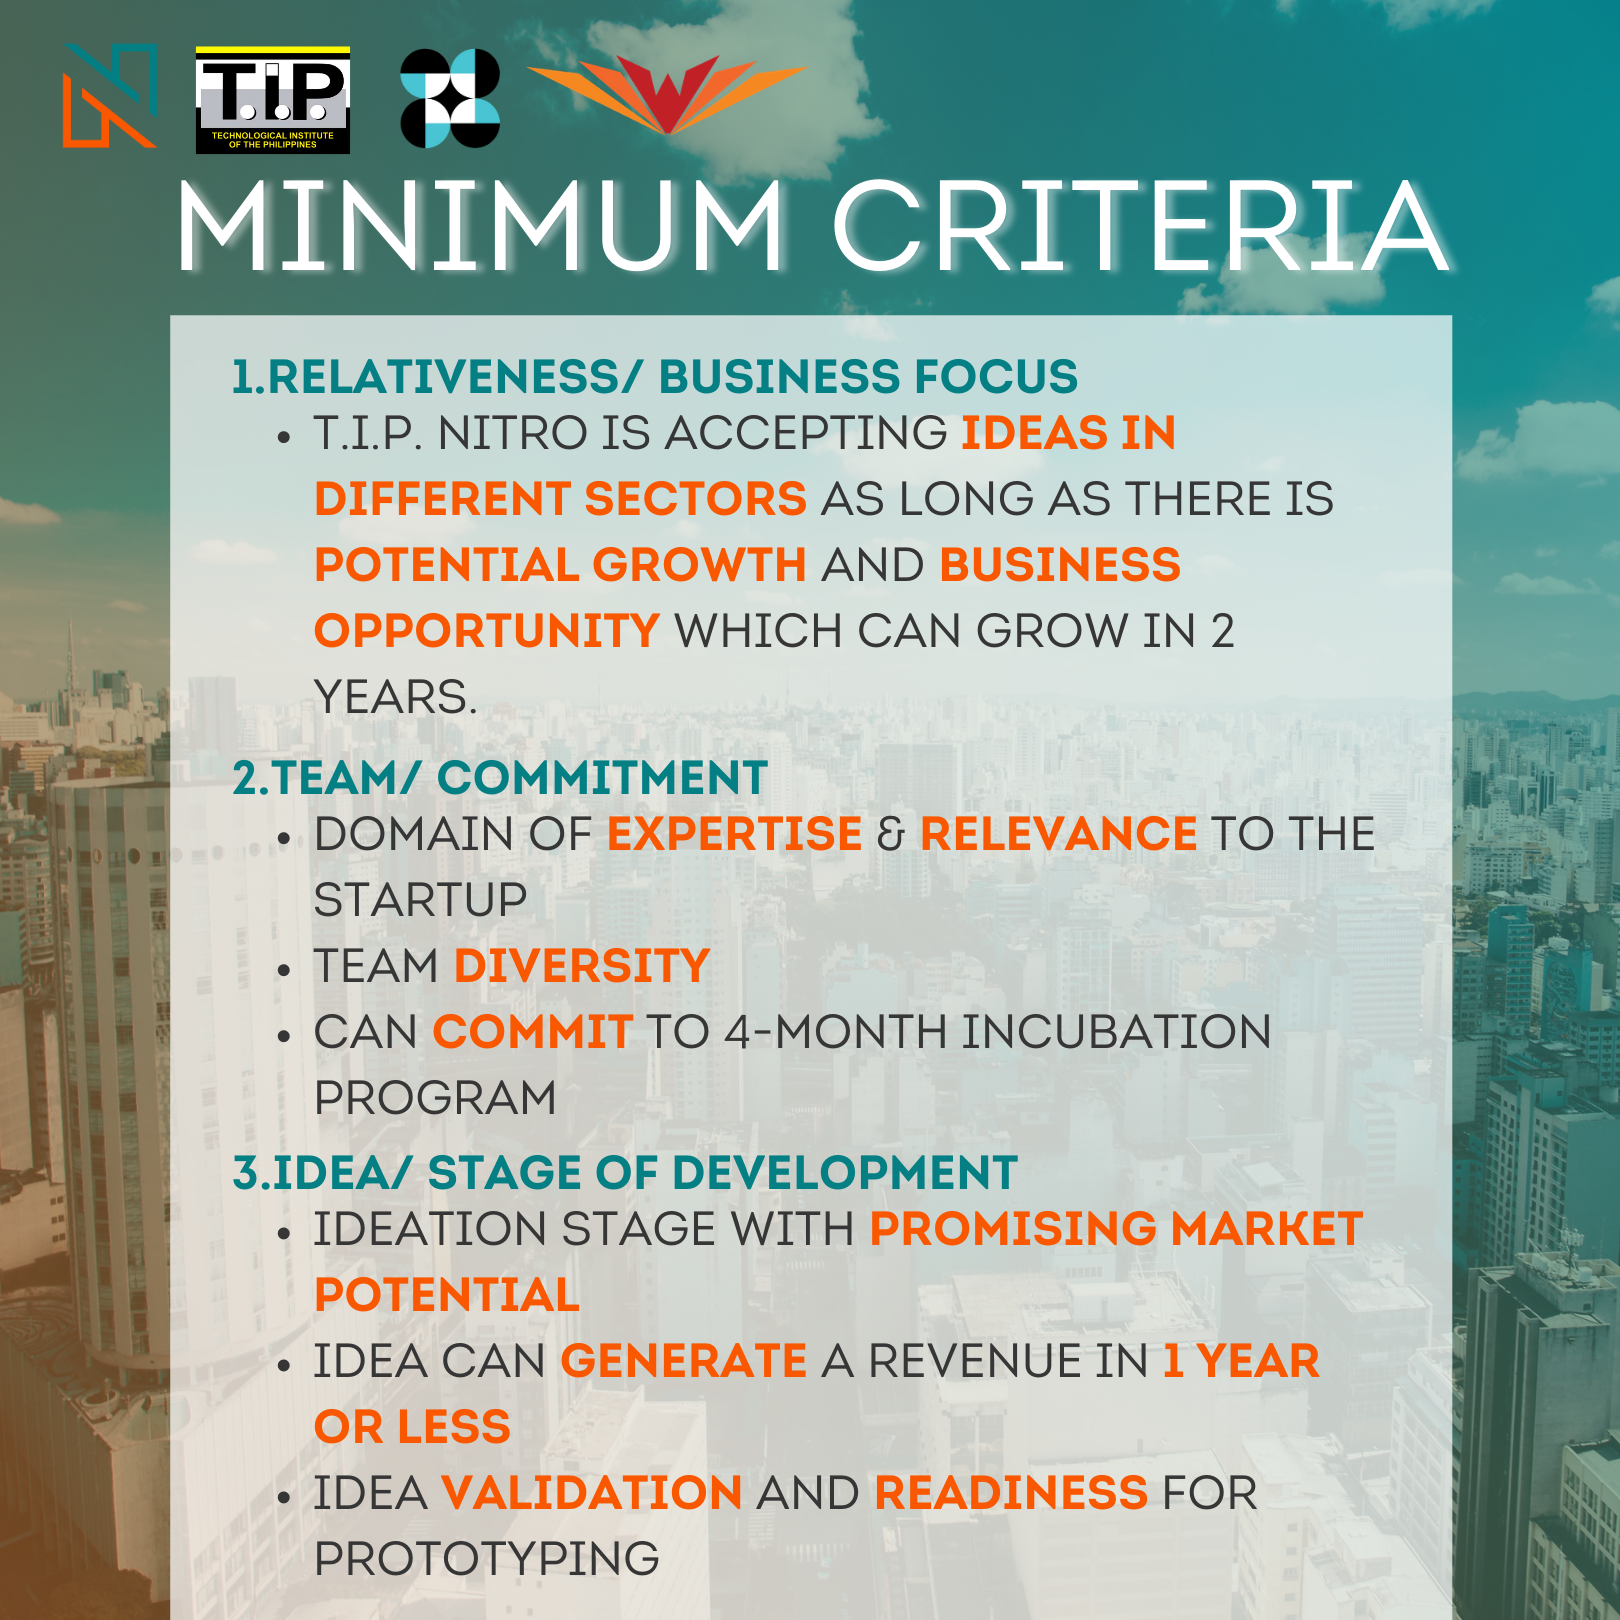 T.I.P.
TECHNOLOGICAL INSTITUTE
OF THE PHILIPPINES
MINIMUM CRITERIA
1.RELATIVENESS/ BUSINESS FOCUS
• T.I.P. NITRO IS ACCEPTING IDEAS IN
DIFFERENT SECTORS AS LONG AS THERE IS
POTENTIAL GROWTH AND BUSINESS
OPPORTUNITY WHICH CAN GROW IN 2
YEARS.
2.TEAM/ COMMITMENT
• DOMAIN OF EXPERTISE & RELEVANCE TO THE
STARTUP
• TEAM DIVERSITY
• CAN COMMIT TO 4-MONTH INCUBATION
PROGRAM
3.IDEA/ STAGE OF DEVELOPMENT
• IDEATION STAGE WITH PROMISING MARKET
POTENTIAL
• IDEA CAN GENERATE A REVENUE IN 1 YEAR
OR LESS
• IDEA VALIDATION AND READINESS FOR
PROTOTYPING